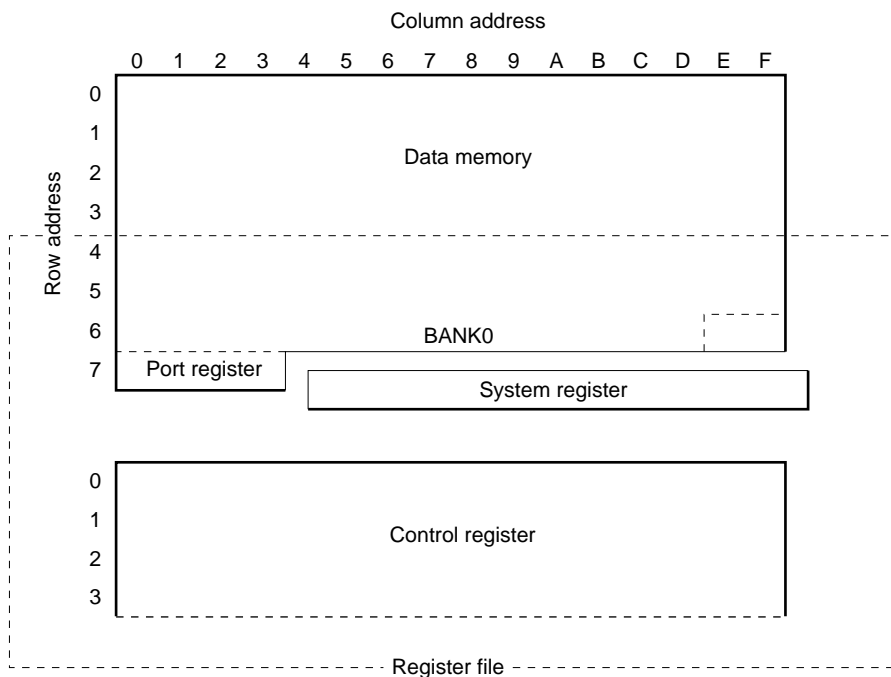 Column address
0 1 2 3 4 5 6 7 8 9 A B C D E F
Row address
0
1
Data memory
2
3
4
5
6
BANK0
7
Port register
System register
0
1
Control register
2
3
Register file